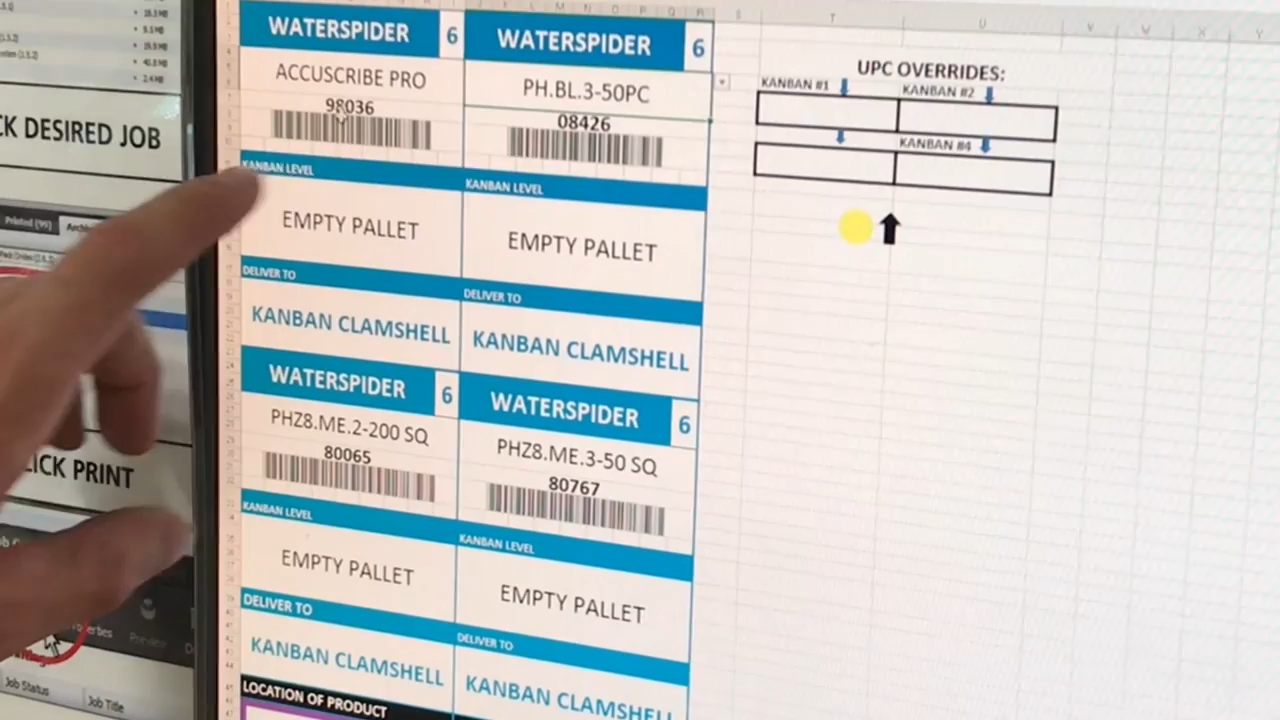 CK DESIRED JOB
Printed (95)
LICK PRINT
Preview
Job Status
Job Title
WATERSPIDER 6
WATERSPIDER 6
ACCUSCRIBE PRO
98036
PH.BL.3-50PC
08426
KANBAN LEVEL
KANBAN LEVEL
EMPTY PALLET
EMPTY PALLET
DELIVER TO
DELIVER TO
KANBAN CLAMSHELL
KANBAN CLAMSHELL
WATERSPIDER 6
WATERSPIDER 6
PHZ8.ME.2-200 SQ
80065
PHZ8.ME.3-50 SQ
80767
KANBAN LEVEL
KANBAN LEVEL
EMPTY PALLET
EMPTY PALLET
DELIVER TO
DELIVER TO
KANBAN CLAMSHELL
KANBAN CLAMSHELL
LOCATION OF PRODUCT
UPC OVERRIDES:
KANBAN #1
KANBAN #2
KANBAN #4